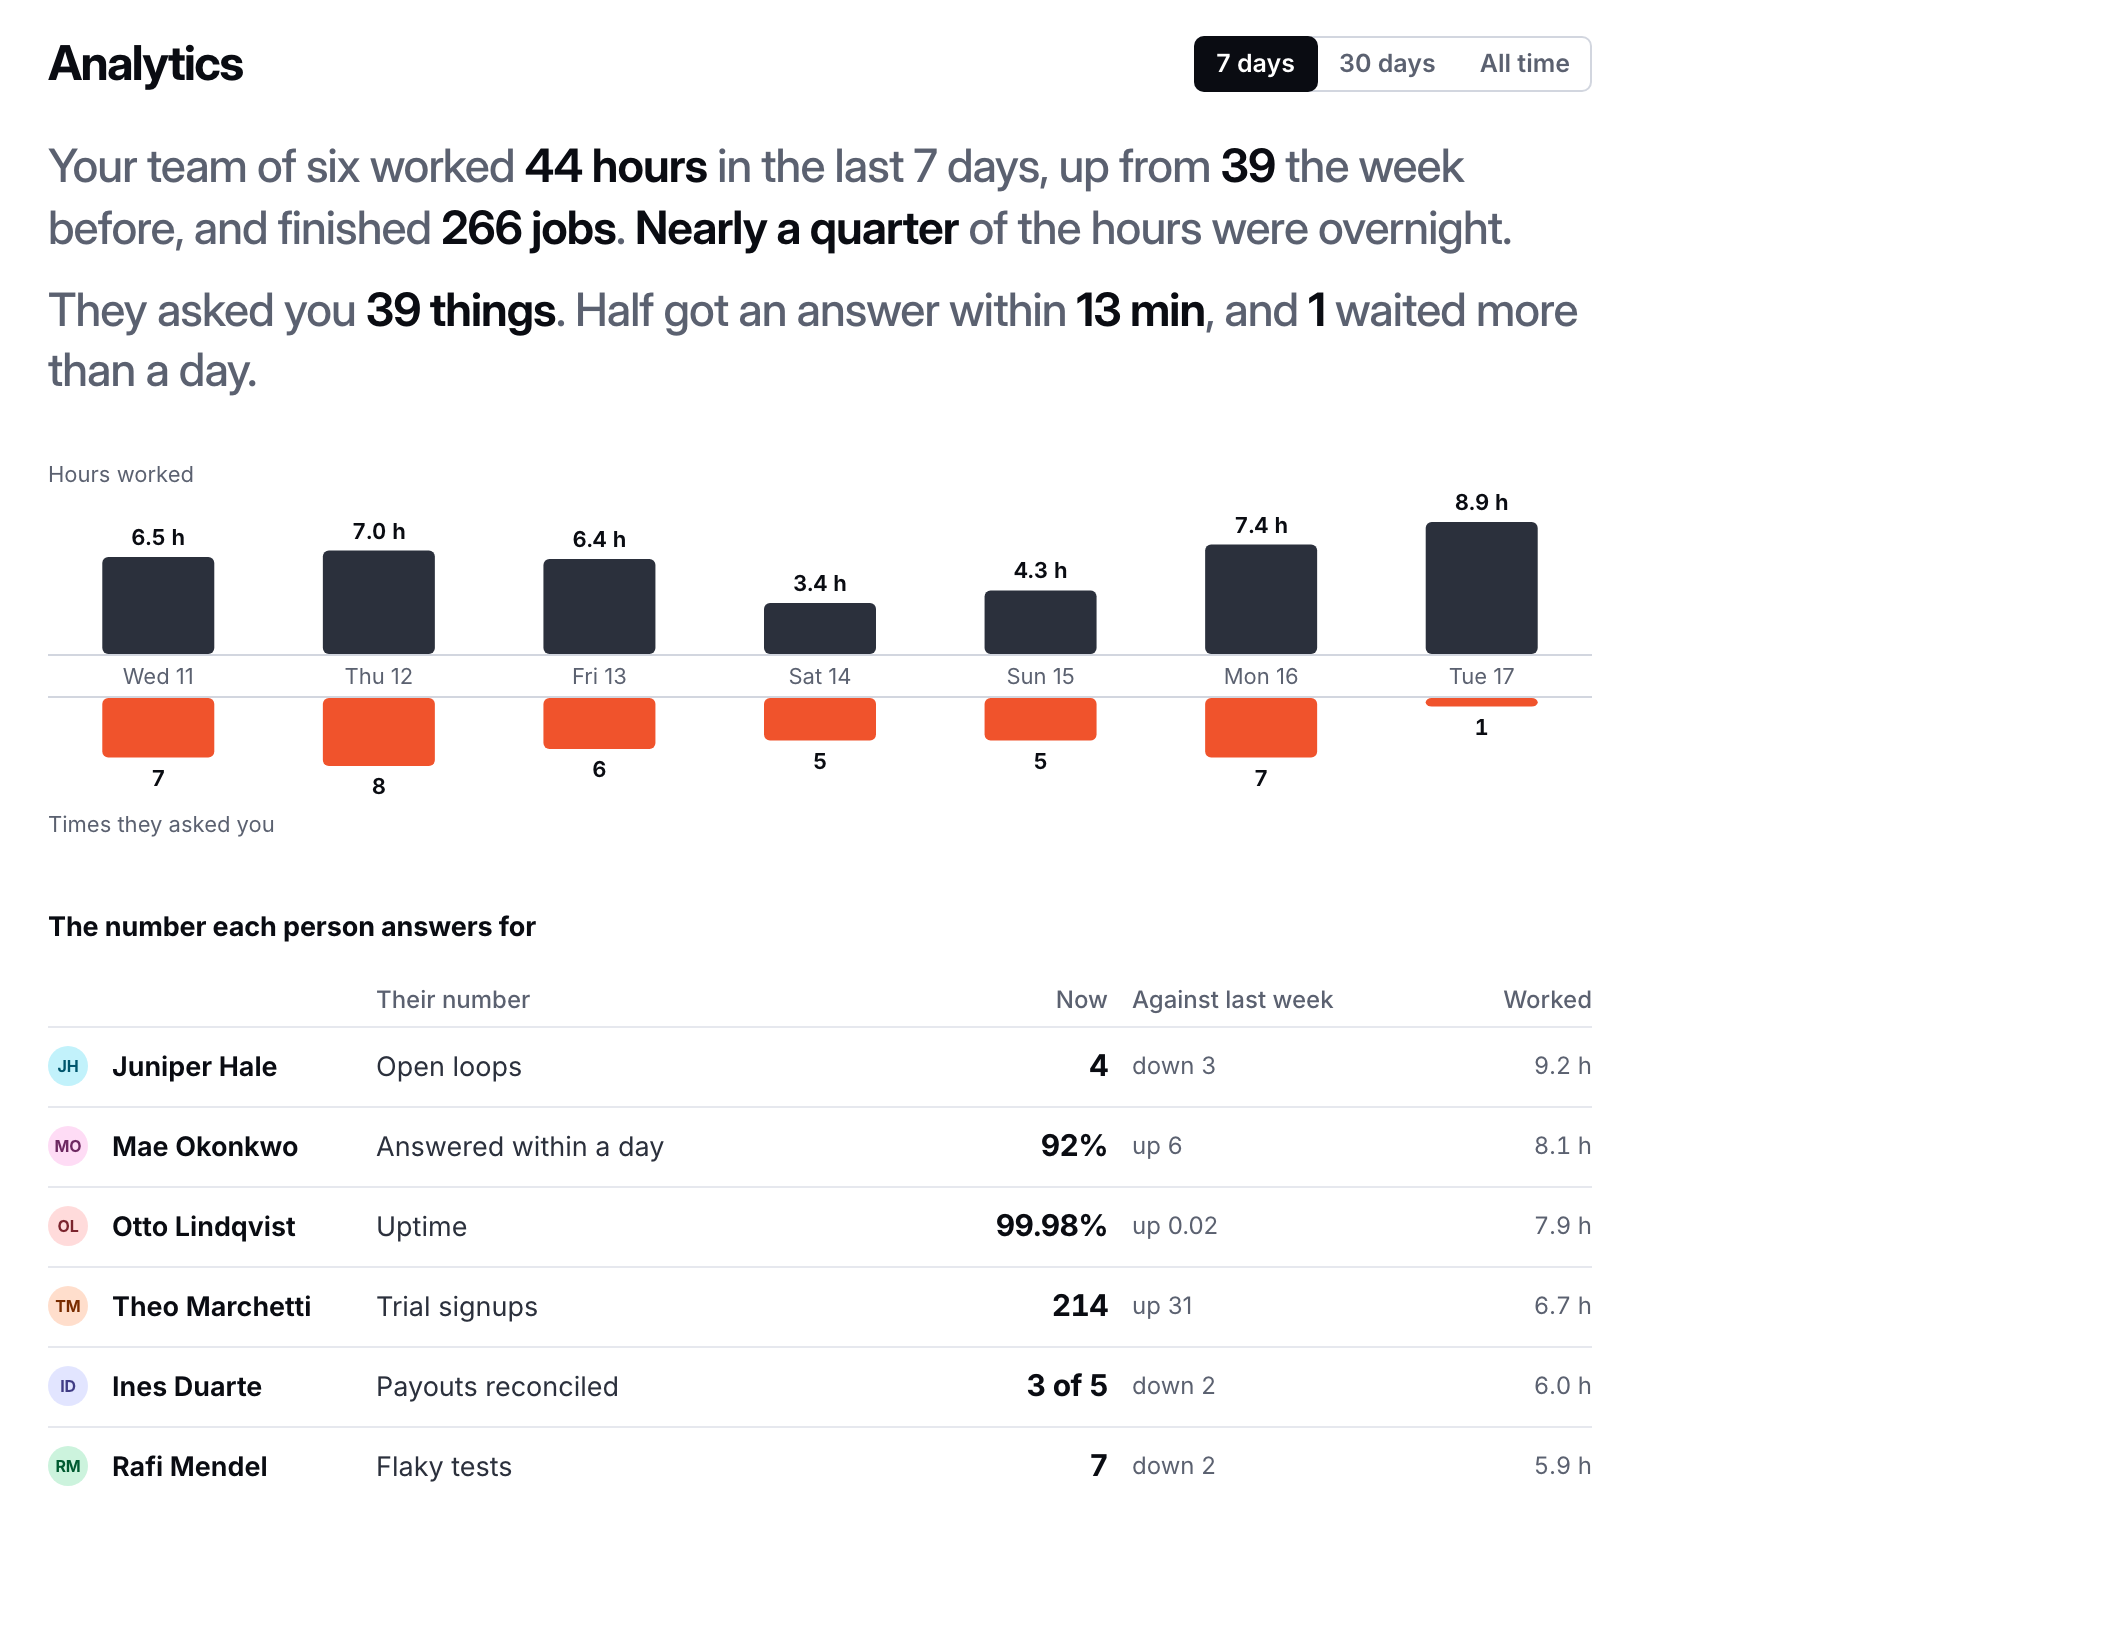 Analytics
7 days 30 days All time
Your team of six worked 44 hours in the last 7 days, up from 39 the week
before, and finished 266 jobs. Nearly a quarter of the hours were overnight.
They asked you 39 things. Half got an answer within 13 min, and 1 waited more
than a day.
Hours worked
6.5 h 7.0 h 6.4 h 3.4 h 4.3 h 7.4 h 8.9 h
Wed 11 Thu 12 Fri 13 Sat 14 Sun 15 Mon 16 Tue 17
7 8 6 5 5 7 1
Times they asked you
The number each person answers for
Their number Now Against last week Worked
JH Juniper Hale Open loops 4 down 3 9.2 h
MO Mae Okonkwo Answered within a day 92% up 6 8.1 h
OL Otto Lindqvist Uptime 99.98% up 0.02 7.9 h
TM Theo Marchetti Trial signups 214 up 31 6.7 h
ID Ines Duarte Payouts reconciled 3 of 5 down 2 6.0 h
RM Rafi Mendel Flaky tests 7 down 2 5.9 h